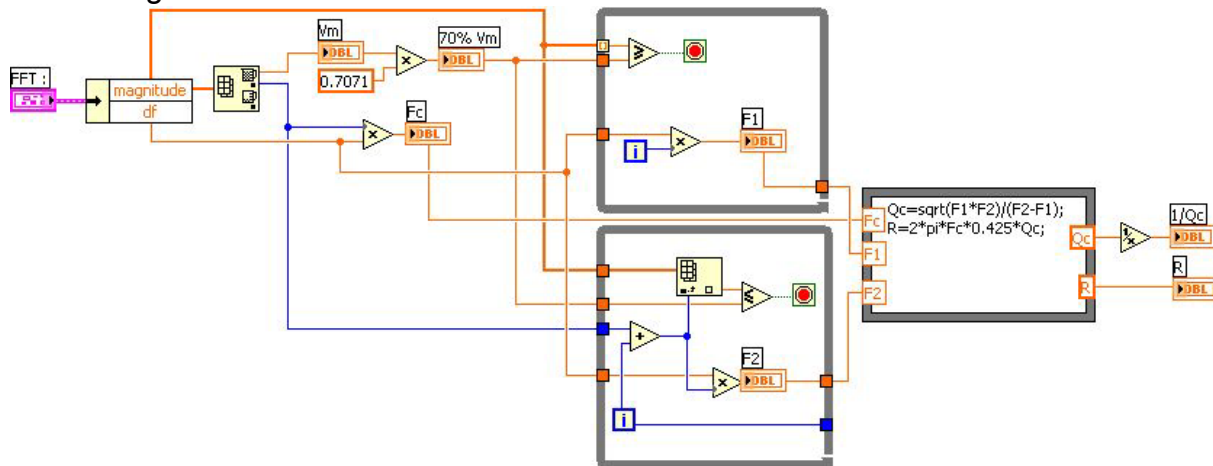 FFT :
magnitude
df
Vm
DBL
0.7071
×
70% Vm
DBL
Fc
DBL
×
≥
i
×
F1
DBL
+
≤
i
×
F2
DBL
Fc
F1
F2
Qc=sqrt(F1*F2)/(F2-F1);
R=2*pi*Fc*0.425*Qc;
Qc
R
1/x
1/Qc
DBL
R
DBL